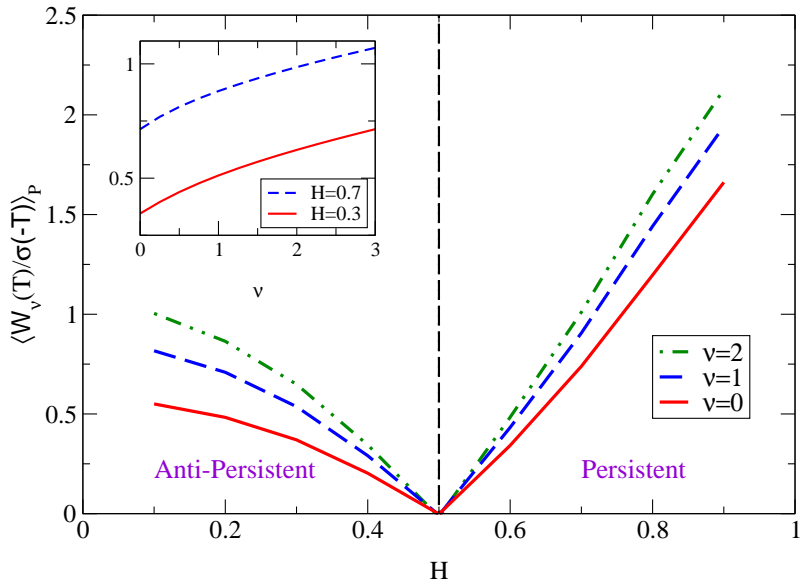 2.5
2
1.5
1
0.5
0
0
0.2
0.4
0.6
0.8
1
H
⟨W_ν(T)/σ(-T)⟩_P
1
0.5
0
1
2
3
ν
H=0.7
H=0.3
ν=2
ν=1
ν=0
Anti-Persistent
Persistent